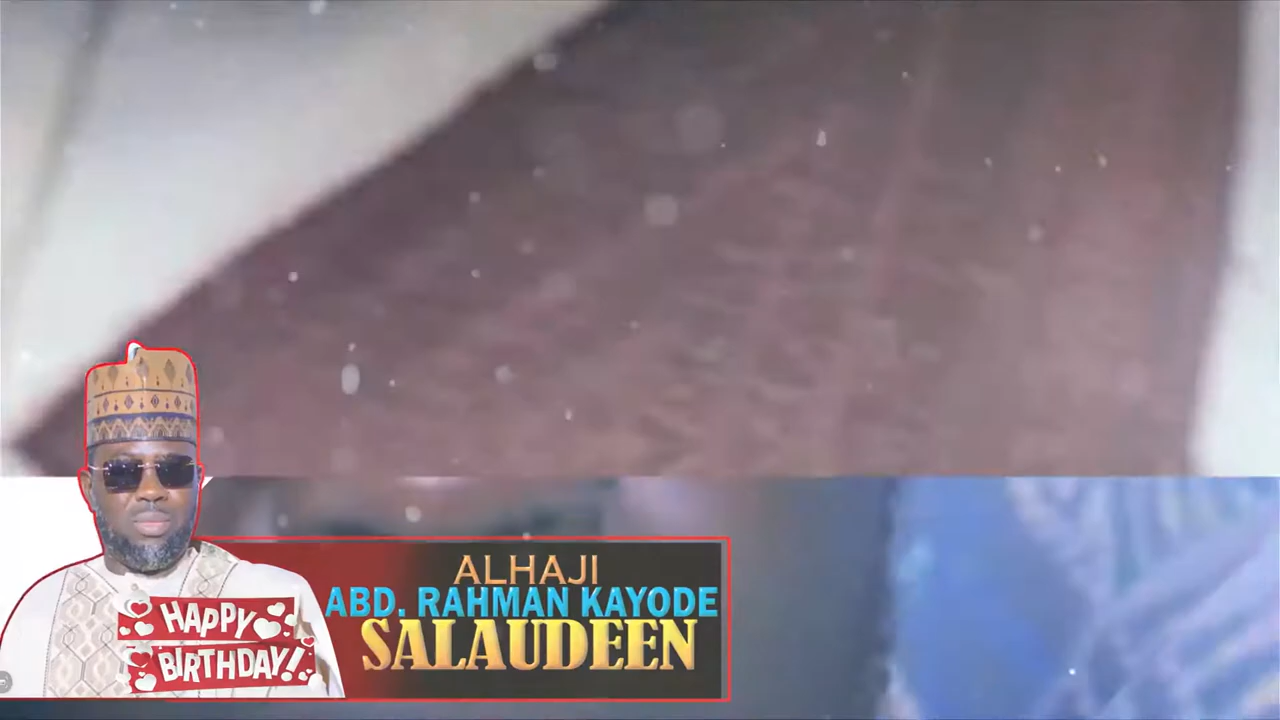 ALHAJI
ABD. RAHMAN KAYODE
SALAUDEEN
HAPPY
BIRTHDAY!